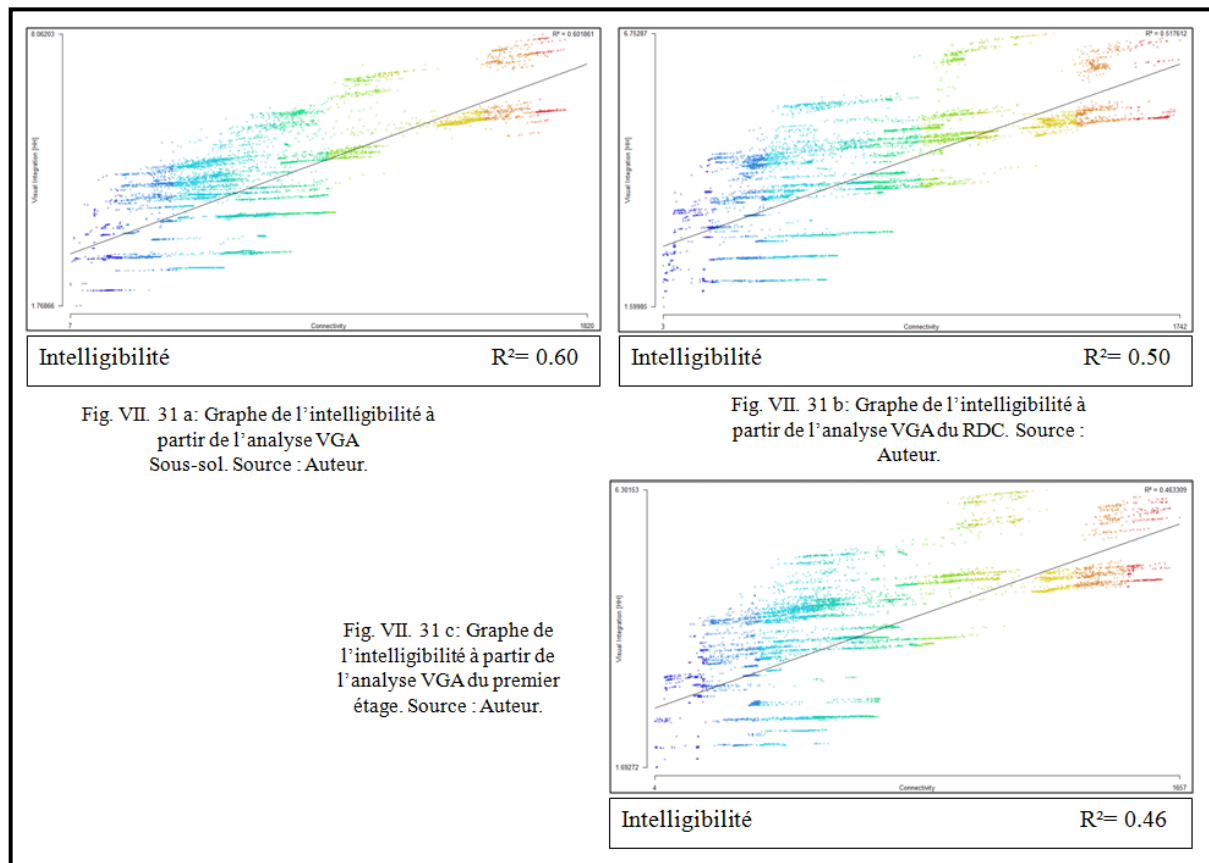 8.06203
R² = 0.601861
Visual Integration [HH]
1.76866
7
Connectivity
1820
Intelligibilité R²= 0.60
Fig. VII. 31 a: Graphe de l’intelligibilité à
partir de l’analyse VGA
Sous-sol. Source : Auteur.
6.75287
R² = 0.517612
Visual Integration [HH]
1.59985
3
Connectivity
1742
Intelligibilité R²= 0.50
Fig. VII. 31 b: Graphe de l’intelligibilité à
partir de l’analyse VGA du RDC. Source :
Auteur.
Fig. VII. 31 c: Graphe de
l’intelligibilité à partir de
l’analyse VGA du premier
étage. Source : Auteur.
6.30153
R² = 0.463309
Visual Integration [HH]
1.69272
4
Connectivity
1657
Intelligibilité R²= 0.46